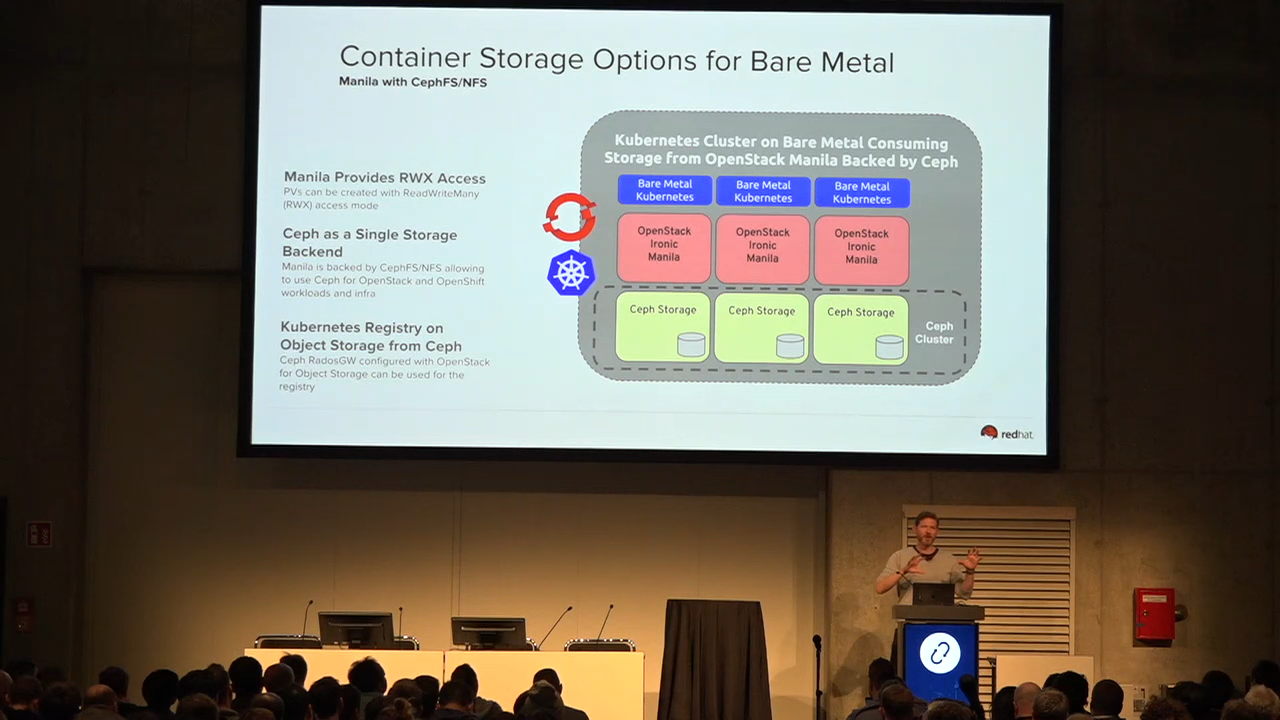 Container Storage Options for Bare Metal
Manila with CephFS/NFS
Manila Provides RWX Access
PVs can be created with ReadWriteMany
(RWX) access mode
Ceph as a Single Storage
Backend
Manila is backed by CephFS/NFS allowing
to use Ceph for OpenStack and OpenShift
workloads and infra
Kubernetes Registry on
Object Storage from Ceph
Ceph RadosGW configured with OpenStack
for Object Storage can be used for the
registry
Kubernetes Cluster on Bare Metal Consuming
Storage from OpenStack Manila Backed by Ceph
Bare Metal
Kubernetes
Bare Metal
Kubernetes
Bare Metal
Kubernetes
OpenStack
Ironic
Manila
OpenStack
Ironic
Manila
OpenStack
Ironic
Manila
Ceph Storage
Ceph Storage
Ceph Storage
Ceph
Cluster
redhat.